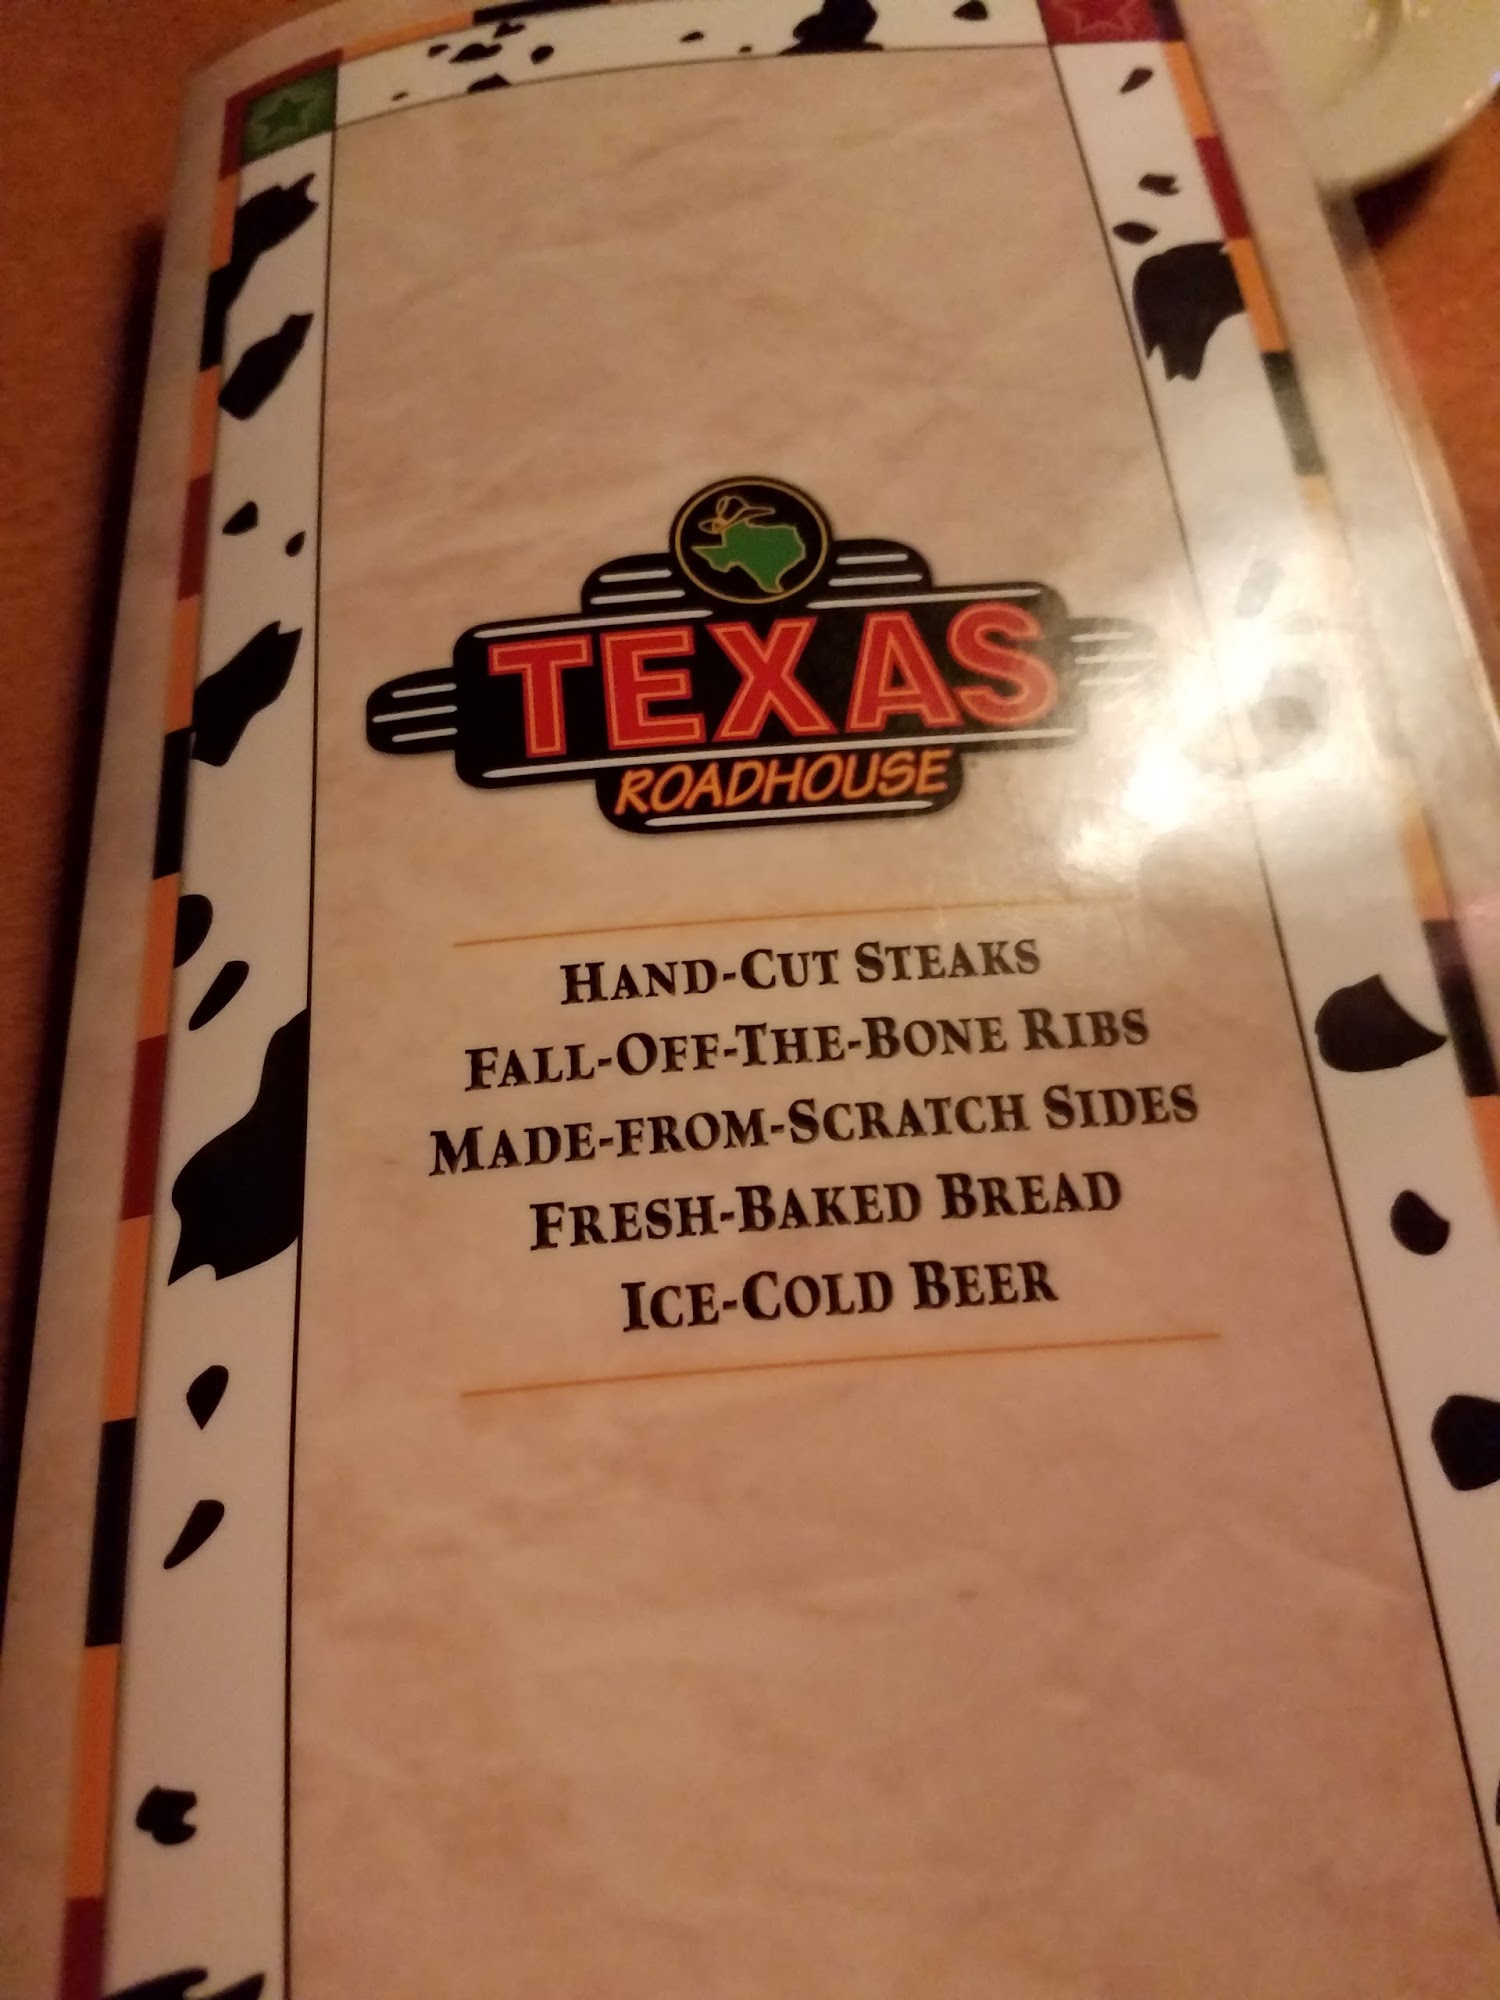 TEXAS
ROADHOUSE
HAND-CUT STEAKS
FALL-OFF-THE-BONE RIBS
MADE-FROM-SCRATCH SIDES
FRESH-BAKED BREAD
ICE-COLD BEER